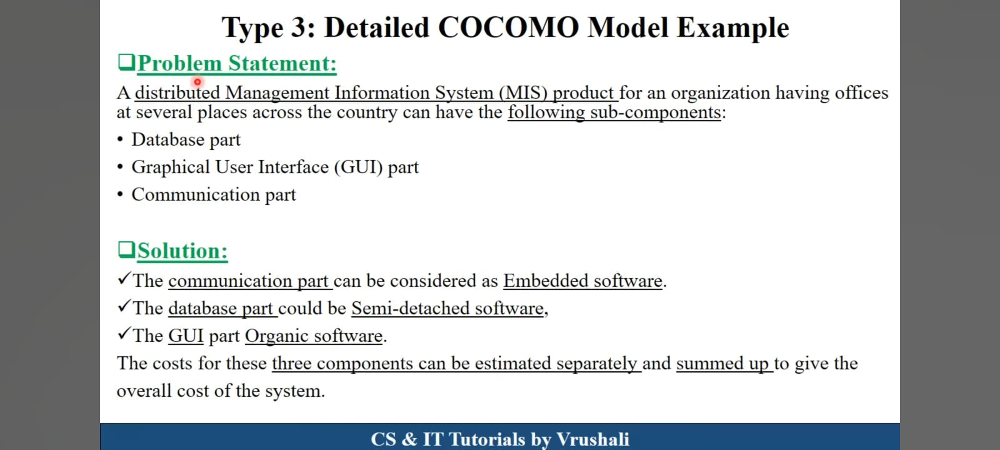 Type 3: Detailed COCOMO Model Example
❑Problem Statement:
A distributed Management Information System (MIS) product for an organization having offices
at several places across the country can have the following sub-components:
• Database part
• Graphical User Interface (GUI) part
• Communication part
❑Solution:
✓The communication part can be considered as Embedded software.
✓The database part could be Semi-detached software,
✓The GUI part Organic software.
The costs for these three components can be estimated separately and summed up to give the
overall cost of the system.
CS & IT Tutorials by Vrushali